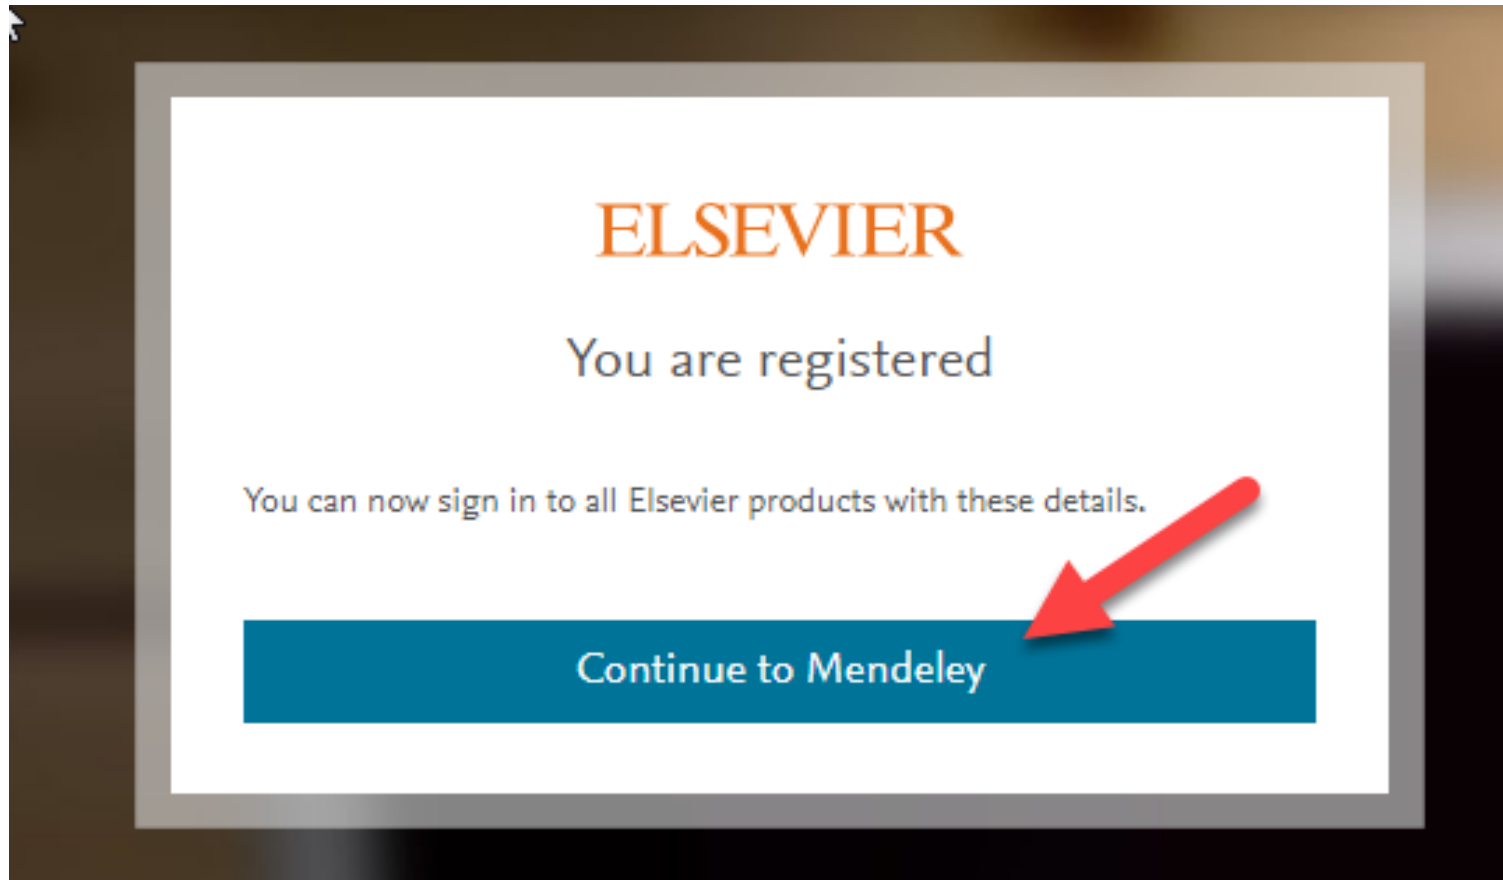 ELSEVIER
You are registered
You can now sign in to all Elsevier products with these details.
Continue to Mendeley